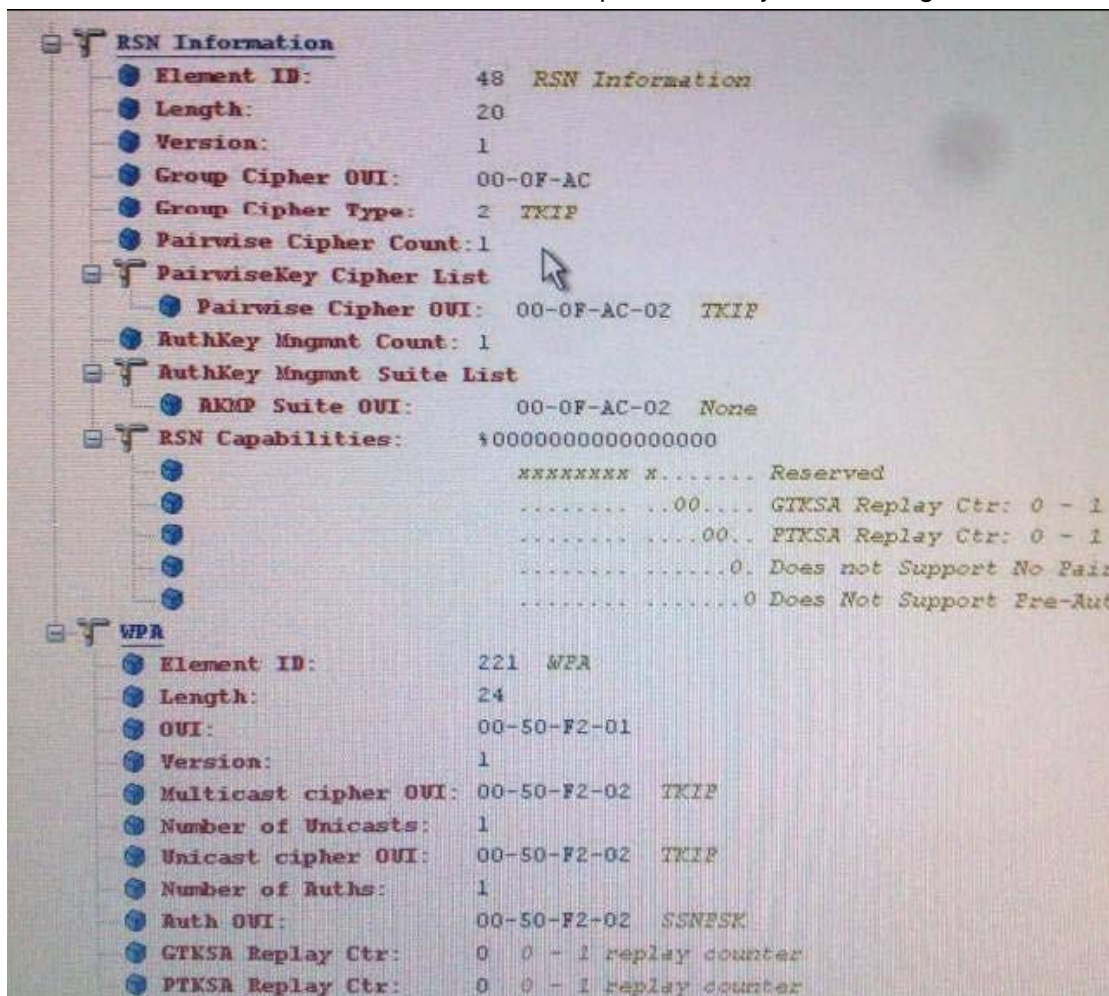 RSN Information
Element ID: 48 RSN Information
Length: 20
Version: 1
Group Cipher OUI: 00-0F-AC
Group Cipher Type: 2 TKIP
Pairwise Cipher Count:1
PairwiseKey Cipher List
Pairwise Cipher OUI: 00-0F-AC-02 TKIP
AuthKey Mngmnt Count: 1
AuthKey Mngmnt Suite List
AKMP Suite OUI: 00-0F-AC-02 None
RSN Capabilities: %0000000000000000
xxxxxxxx x....... Reserved
........ ..00.... GTKSA Replay Ctr: 0 - 1
........ ....00.. PTKSA Replay Ctr: 0 - 1
........ ......0. Does not Support No Pair
........ .......0 Does Not Support Pre-Aut
WPA
Element ID: 221 WPA
Length: 24
OUI: 00-50-F2-01
Version: 1
Multicast cipher OUI: 00-50-F2-02 TKIP
Number of Unicasts: 1
Unicast cipher OUI: 00-50-F2-02 TKIP
Number of Auths: 1
Auth OUI: 00-50-F2-02 SSNPSK
GTKSA Replay Ctr: 0 0 - 1 replay counter
PTKSA Replay Ctr: 0 0 - 1 replay counter